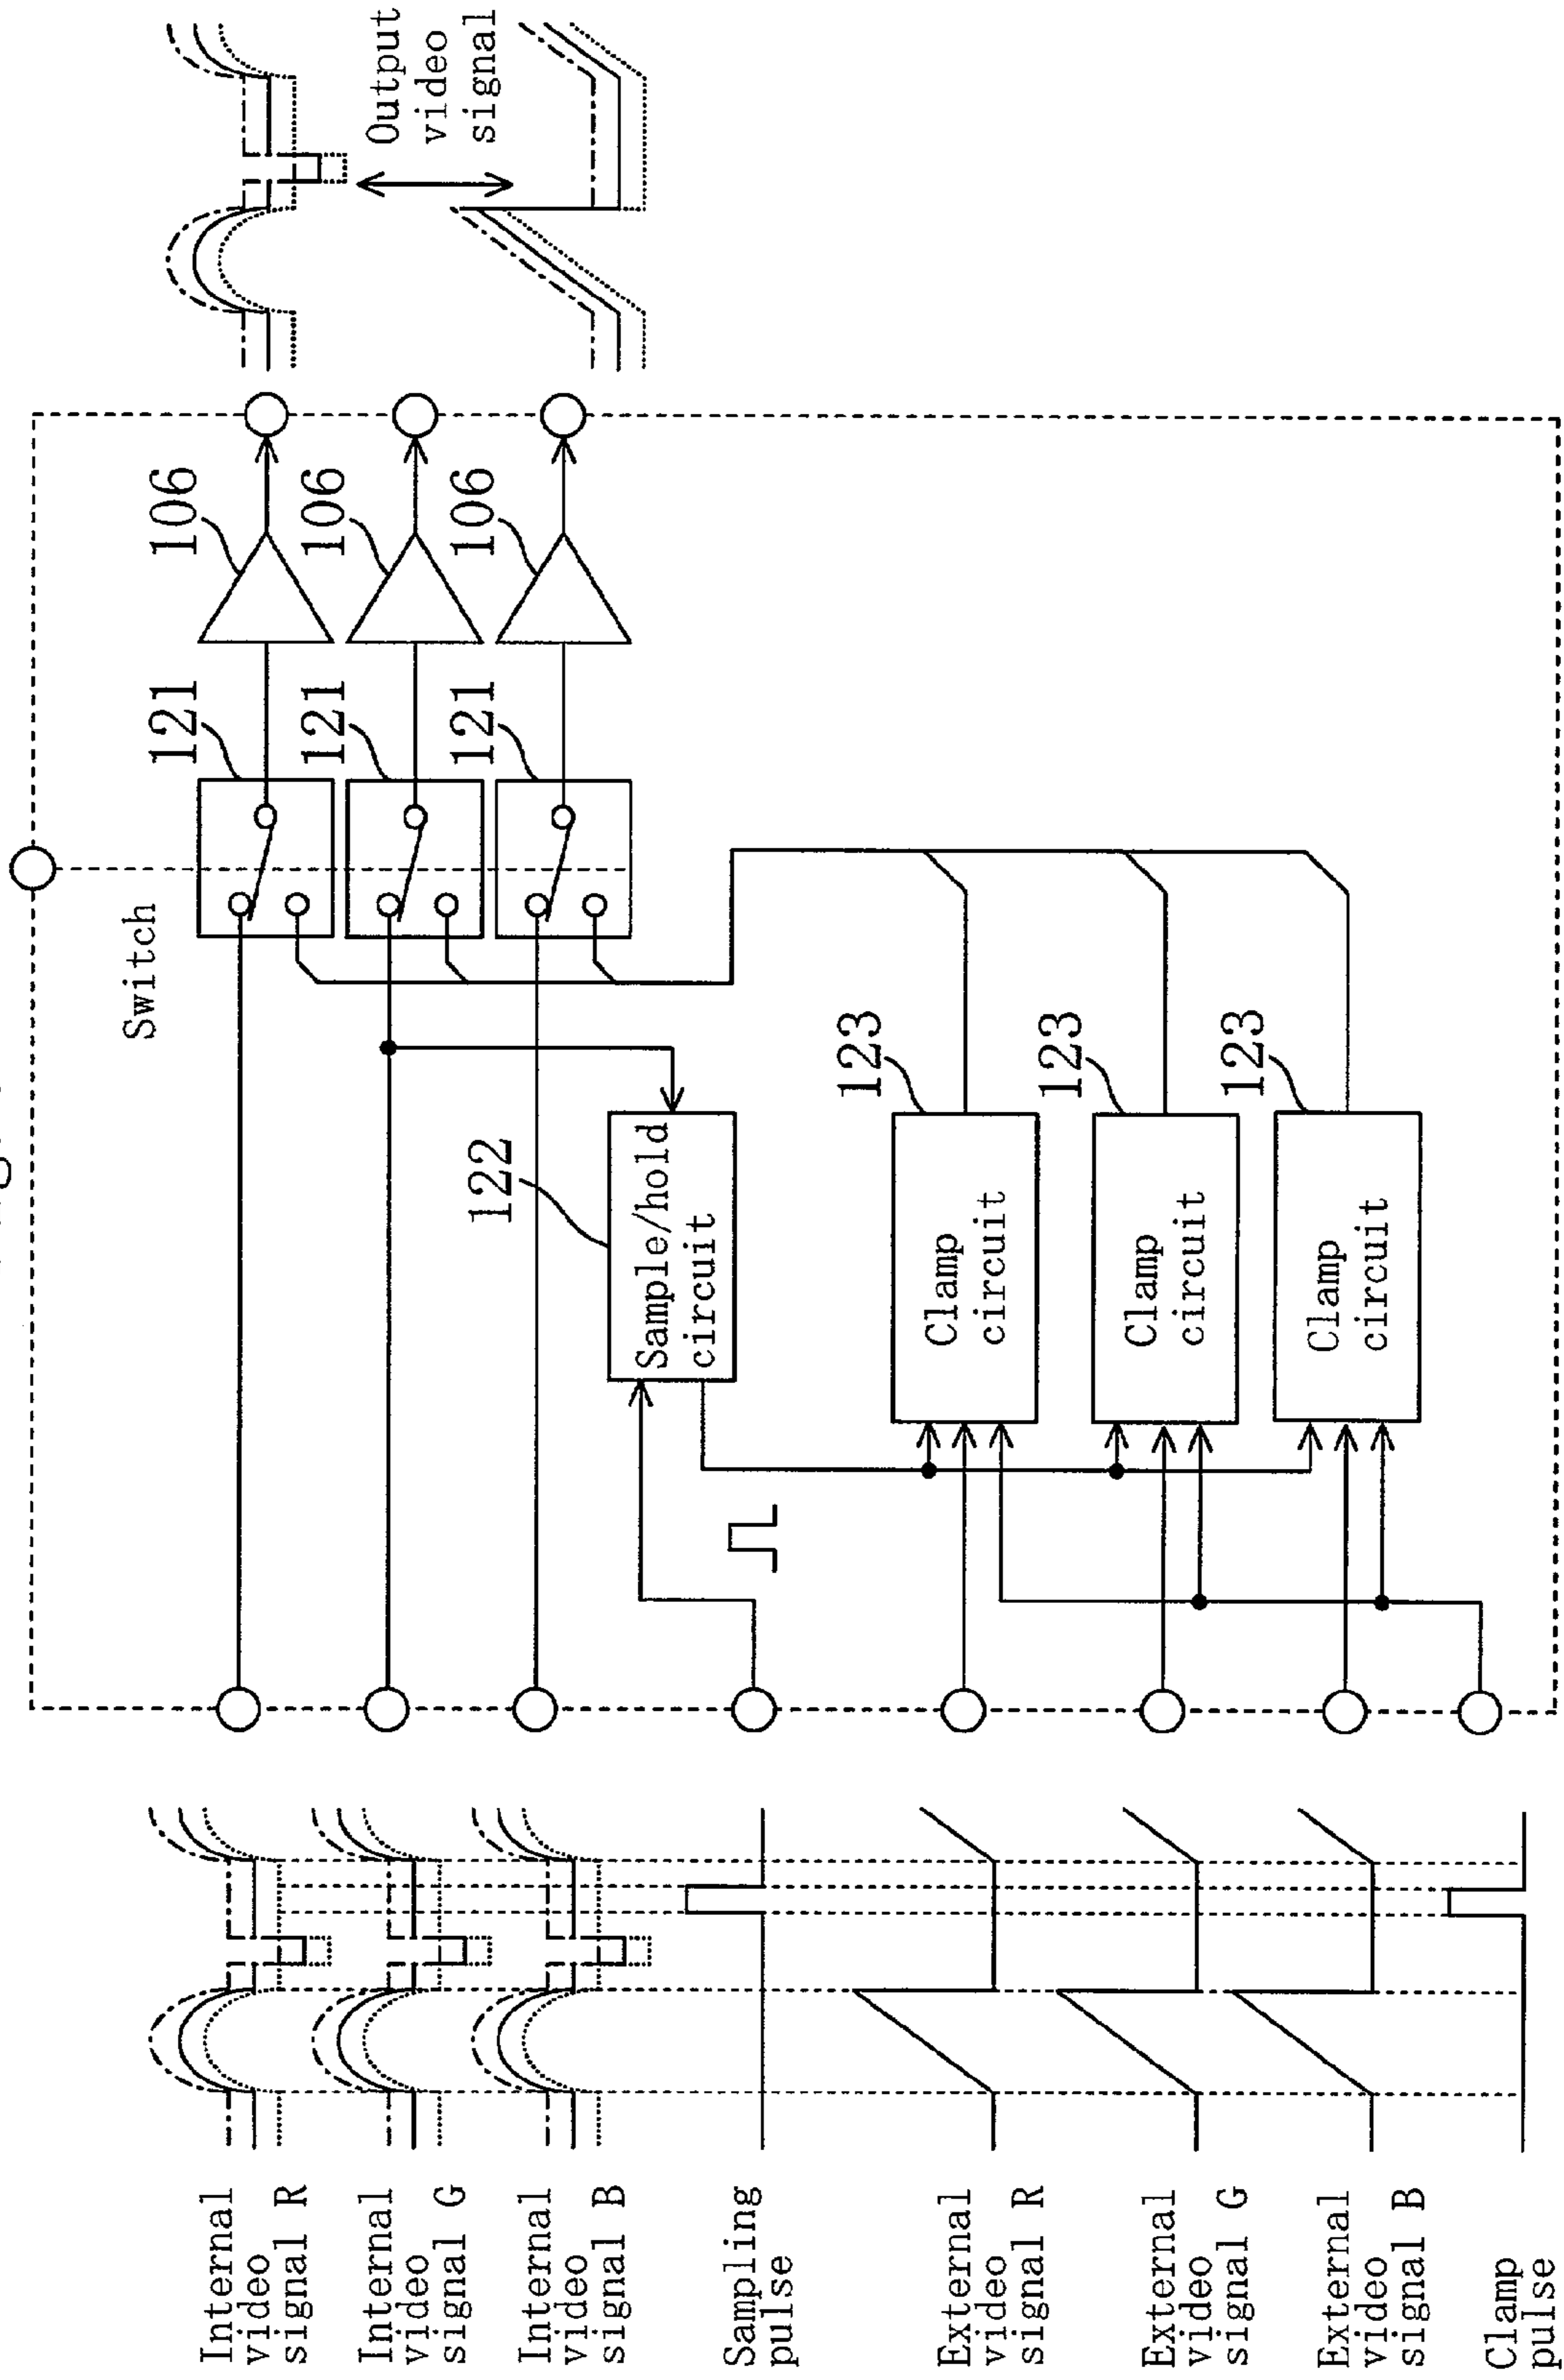 Switch
121
121
121
106
106
106
Output
video
signal
122
Sample/hold
circuit
123
Clamp
circuit
123
Clamp
circuit
123
Clamp
circuit
Internal
video
signal R
Internal
video
signal G
Internal
video
signal B
Sampling
pulse
External
video
signal R
External
video
signal G
External
video
signal B
Clamp
pulse